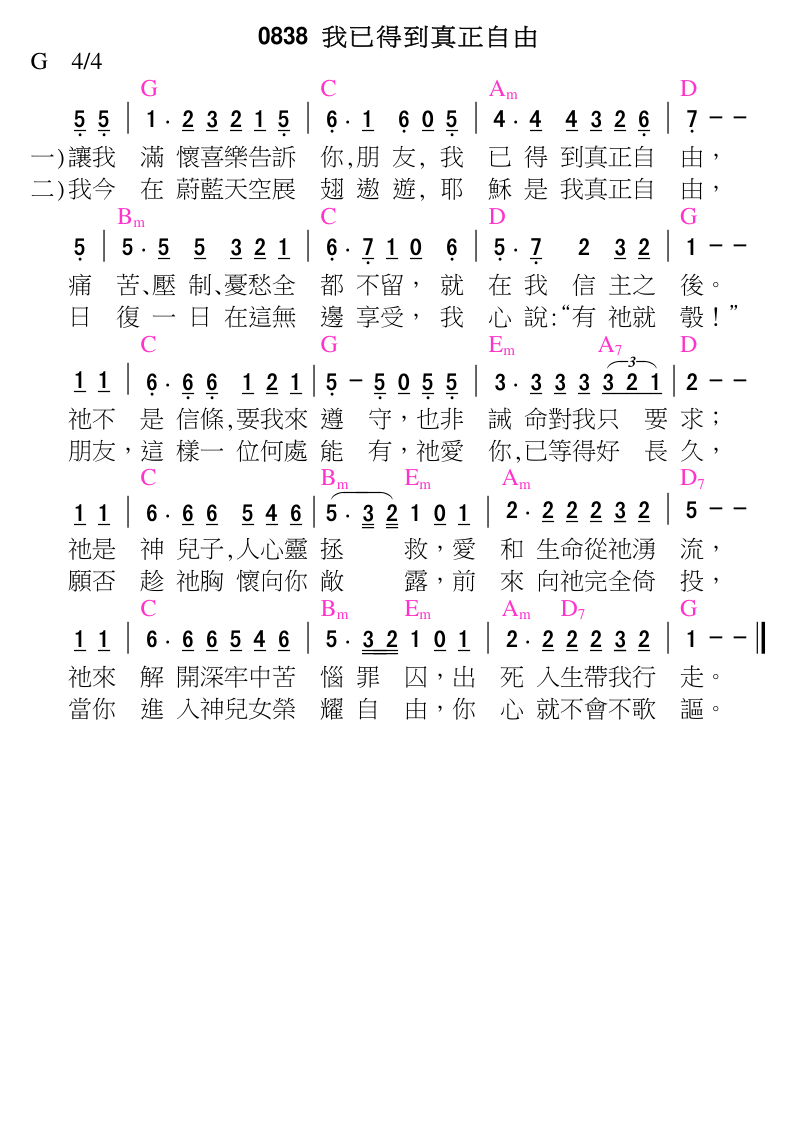 0838 我已得到真正自由
G 4/4
G C Am D
5 5 | 1 · 2 3 2 1 5 | 6 · 1 6 0 5 | 4 · 4 4 3 2 6 | 7 - -
一)讓我 滿 懷喜樂告訴 你,朋 友, 我 已 得 到真正自 由，
二)我今 在 蔚藍天空展 翅 遨 遊, 耶 穌 是 我真正自 由，
Bm C D G
5 | 5 · 5 5 3 2 1 | 6 · 7 1 0 6 | 5 · 7 2 3 2 | 1 - -
痛 苦、壓 制、憂愁全 都 不留， 就 在 我 信 主之 後。
日 復 一 日 在這無 邊 享受， 我 心 說:“有 祂就 彀！”
C G Em A7 D
1 1 | 6 · 6 6 1 2 1 | 5 - 5 0 5 5 | 3 · 3 3 3 3 2 1 | 2 - -
3
祂不 是 信條,要我來 遵 守，也非 誡 命對我只 要 求；
朋友，這 樣一 位何處 能 有，祂愛 你,已等得好 長 久，
C Bm Em Am D7
1 1 | 6 · 6 6 5 4 6 | 5 · 3 2 1 0 1 | 2 · 2 2 2 3 2 | 5 - -
祂是 神 兒子,人心靈 拯 救，愛 和 生命從祂湧 流，
願否 趁 祂胸 懷向你 敞 露，前 來 向祂完全倚 投，
C Bm Em Am D7 G
1 1 | 6 · 6 6 5 4 6 | 5 · 3 2 1 0 1 | 2 · 2 2 2 3 2 | 1 - - ‖
祂來 解 開深牢中苦 惱 罪 囚，出 死 入生帶我行 走。
當你 進 入神兒女榮 耀 自 由，你 心 就不會不歌 謳。